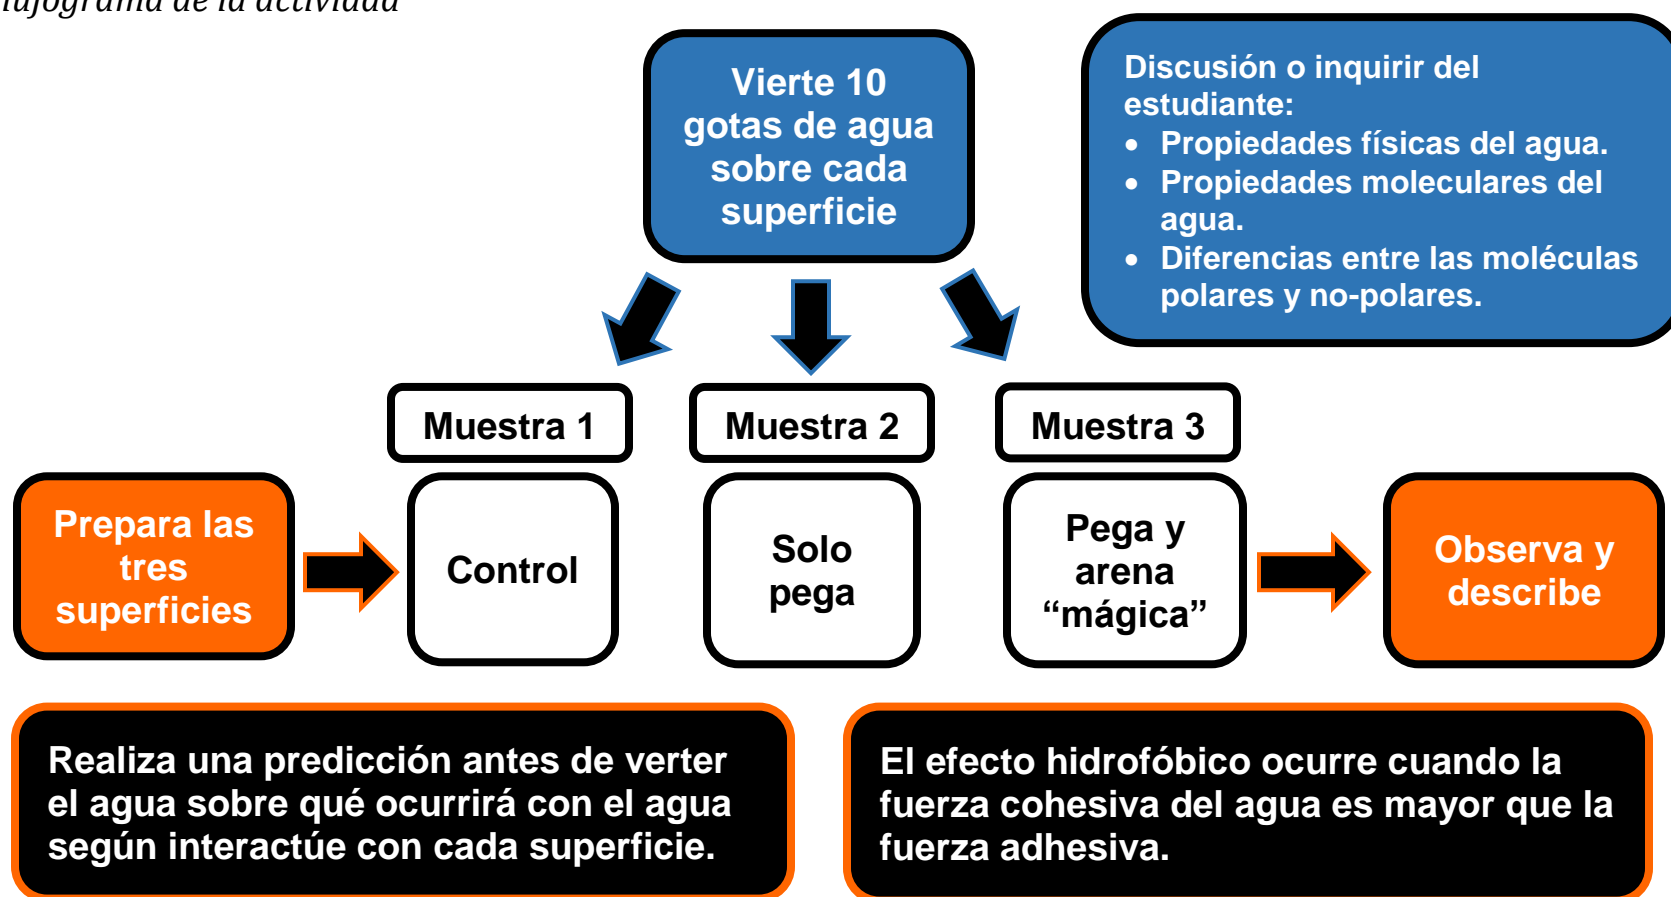 lujograma de la actividad
Vierte 10
gotas de agua
sobre cada
superficie
Discusión o inquirir del
estudiante:
• Propiedades físicas del agua.
• Propiedades moleculares del
agua.
• Diferencias entre las moléculas
polares y no-polares.
Muestra 1
Muestra 2
Muestra 3
Prepara las
tres
superficies
Control
Solo
pega
Pega y
arena
“mágica”
Observa y
describe
Realiza una predicción antes de verter
el agua sobre qué ocurrirá con el agua
según interactúe con cada superficie.
El efecto hidrofóbico ocurre cuando la
fuerza cohesiva del agua es mayor que la
fuerza adhesiva.